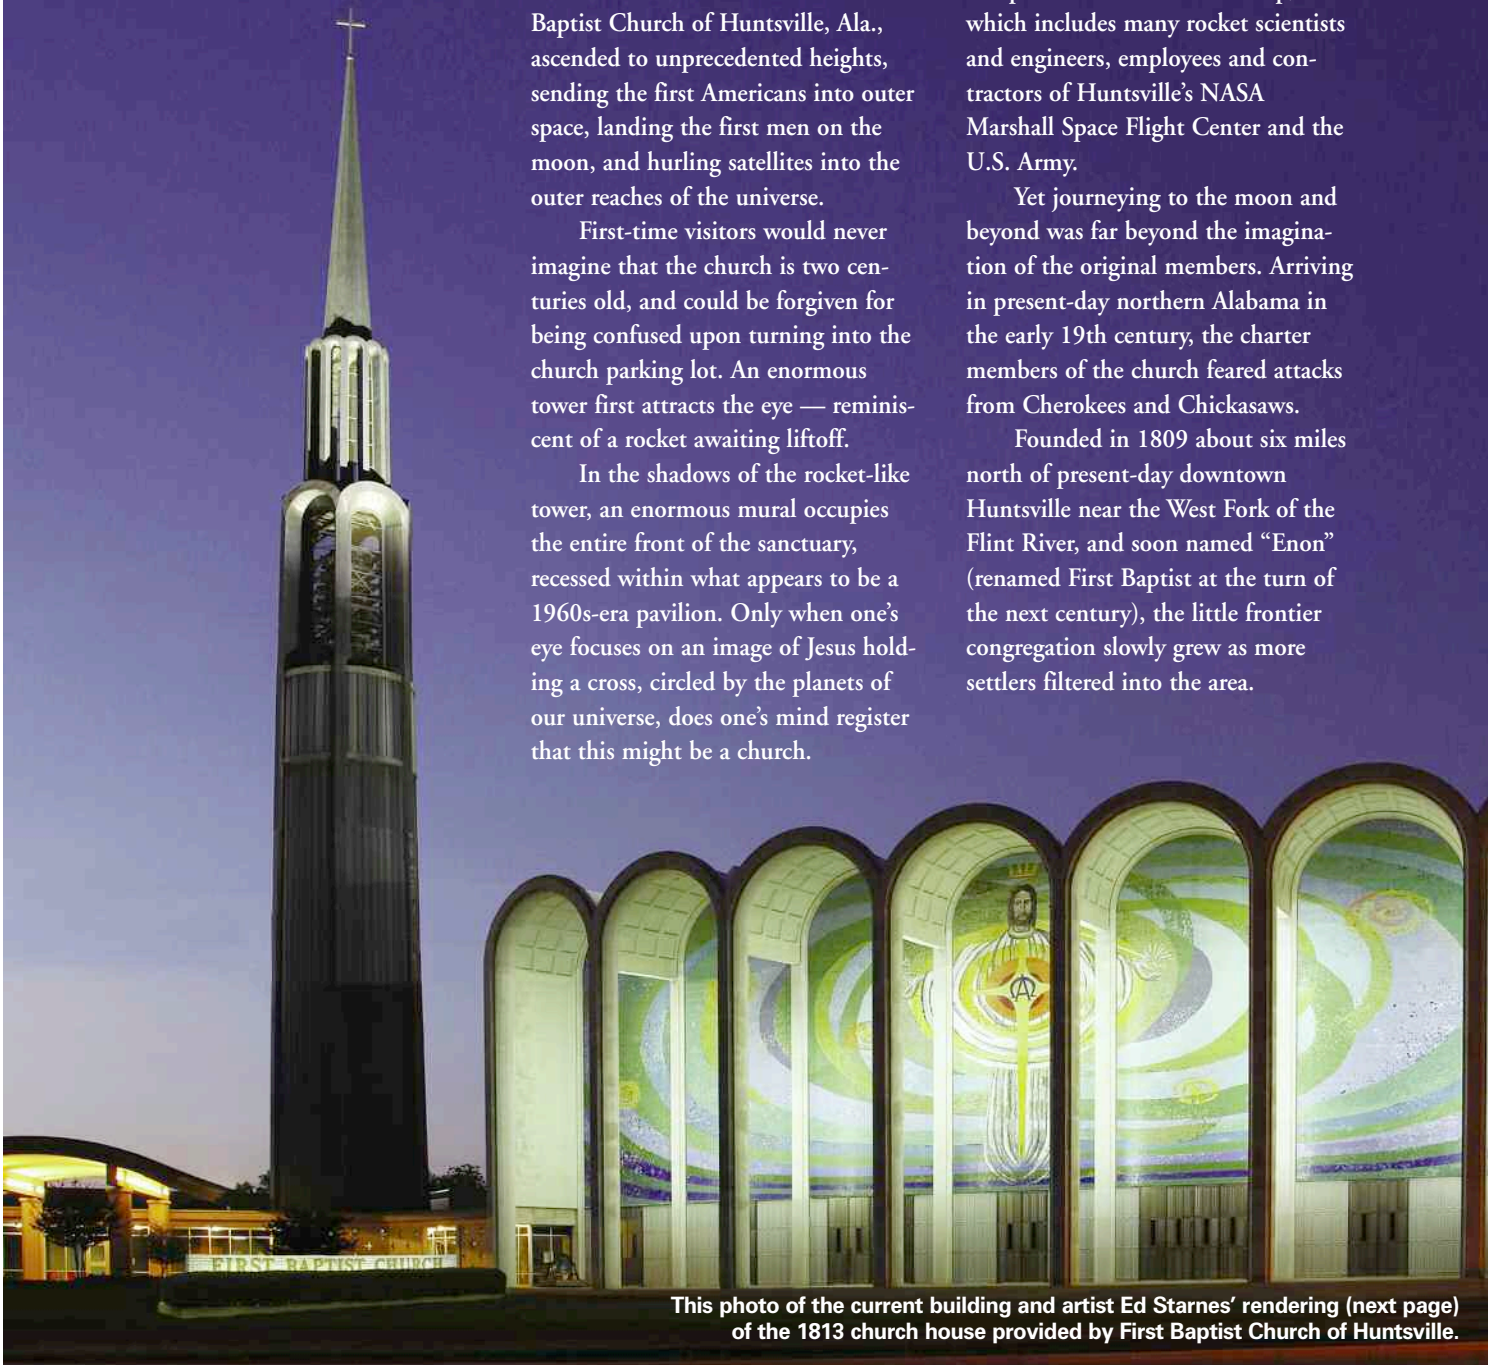 Baptist Church of Huntsville, Ala.,
ascended to unprecedented heights,
sending the first Americans into outer
space, landing the first men on the
moon, and hurling satellites into the
outer reaches of the universe.
First-time visitors would never
imagine that the church is two cen-
turies old, and could be forgiven for
being confused upon turning into the
church parking lot. An enormous
tower first attracts the eye — reminis-
cent of a rocket awaiting liftoff.
In the shadows of the rocket-like
tower, an enormous mural occupies
the entire front of the sanctuary,
recessed within what appears to be a
1960s-era pavilion. Only when one’s
eye focuses on an image of Jesus hold-
ing a cross, circled by the planets of
our universe, does one’s mind register
that this might be a church.
which includes many rocket scientists
and engineers, employees and con-
tractors of Huntsville’s NASA
Marshall Space Flight Center and the
U.S. Army.
Yet journeying to the moon and
beyond was far beyond the imagina-
tion of the original members. Arriving
in present-day northern Alabama in
the early 19th century, the charter
members of the church feared attacks
from Cherokees and Chickasaws.
Founded in 1809 about six miles
north of present-day downtown
Huntsville near the West Fork of the
Flint River, and soon named “Enon”
(renamed First Baptist at the turn of
the next century), the little frontier
congregation slowly grew as more
settlers filtered into the area.
FIRST BAPTIST CHURCH
This photo of the current building and artist Ed Starnes’ rendering (next page)
of the 1813 church house provided by First Baptist Church of Huntsville.